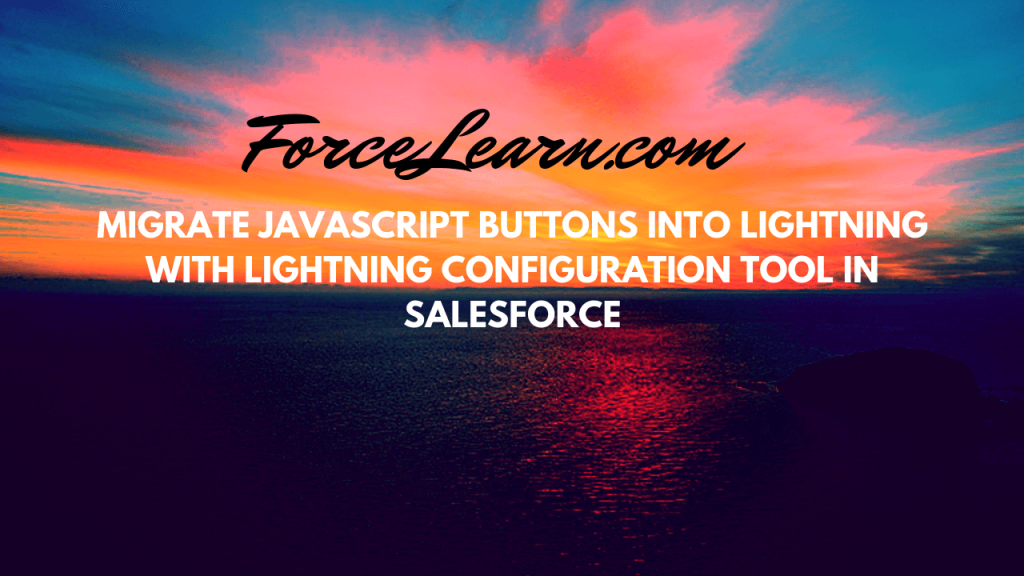 ForceLearn.com
MIGRATE JAVASCRIPT BUTTONS INTO LIGHTNING
WITH LIGHTNING CONFIGURATION TOOL IN
SALESFORCE